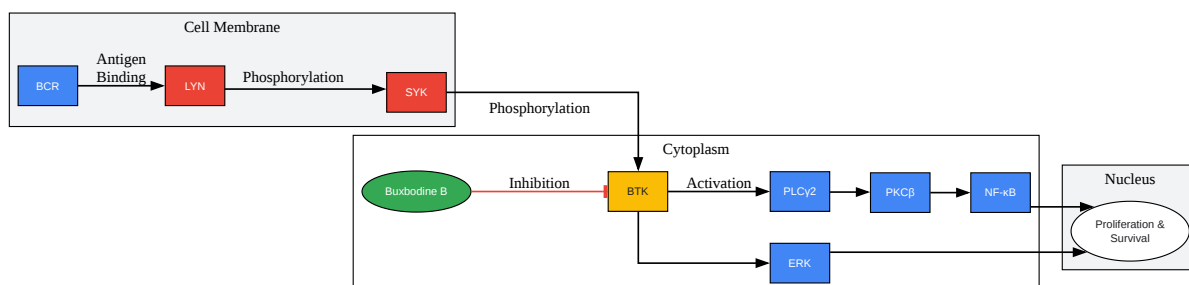 Cell Membrane
Antigen
Binding
BCR
LYN
Phosphorylation
SYK
Phosphorylation
Cytoplasm
Buxbodine B
Inhibition
BTK
Activation
PLCγ2
PKCβ
NF-κB
ERK
Nucleus
Proliferation &
Survival